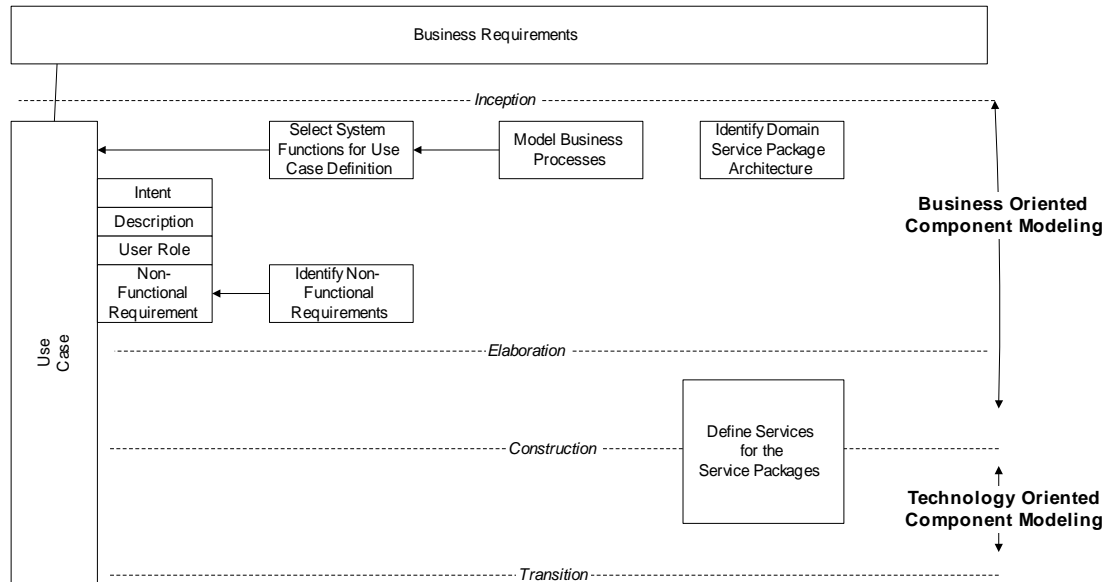 Business Requirements
Inception
Select System
Functions for Use
Case Definition
Model Business
Processes
Identify Domain
Service Package
Architecture
Intent
Description
User Role
Non-
Functional
Requirement
Identify Non-
Functional
Requirements
Business Oriented
Component Modeling
Use
Case
Elaboration
Define Services
for the
Service Packages
Construction
Technology Oriented
Component Modeling
Transition